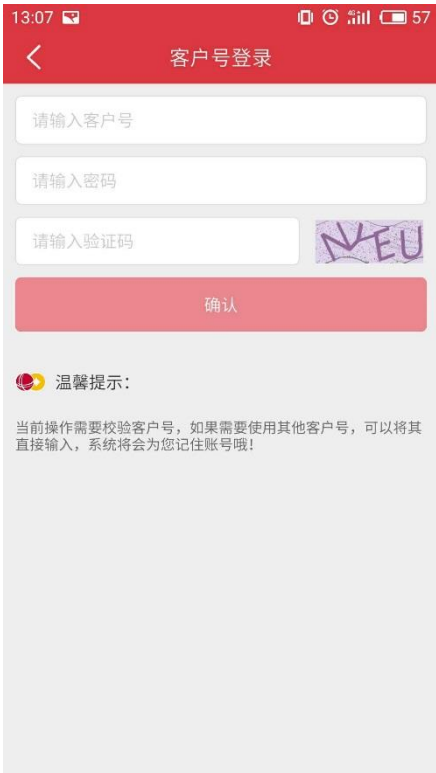 13:07 57
客户号登录
请输入客户号
请输入密码
请输入验证码
确认
温馨提示：
当前操作需要校验客户号，如果需要使用其他客户号，可以将其
直接输入，系统将会为您记住账号哦！